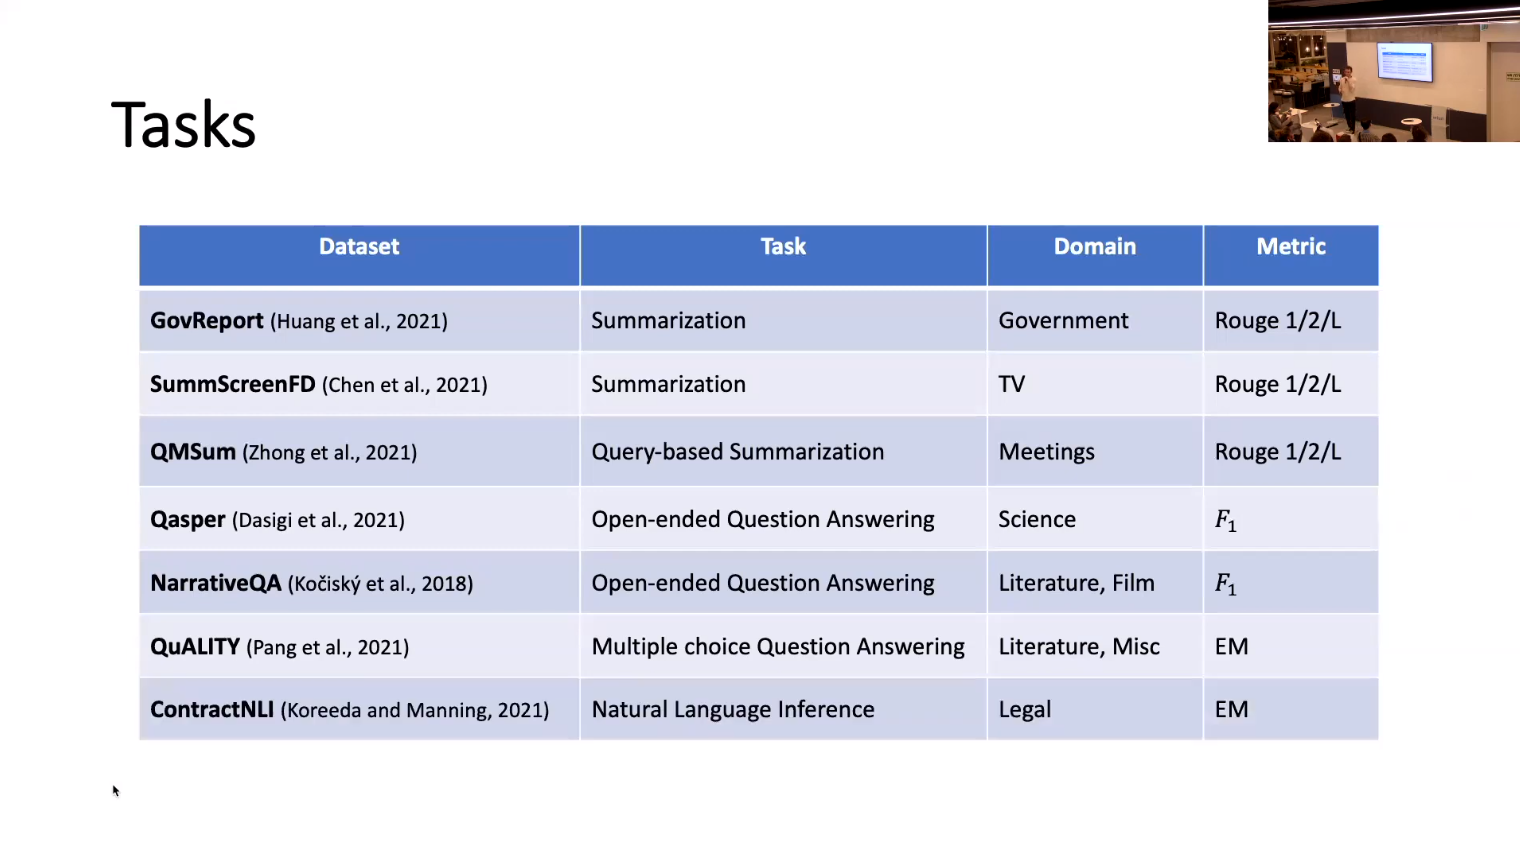 Tasks
Dataset Task Domain Metric
GovReport (Huang et al., 2021) Summarization Government Rouge 1/2/L
SummScreenFD (Chen et al., 2021) Summarization TV Rouge 1/2/L
QMSum (Zhong et al., 2021) Query-based Summarization Meetings Rouge 1/2/L
Qasper (Dasigi et al., 2021) Open-ended Question Answering Science F₁
NarrativeQA (Kočiský et al., 2018) Open-ended Question Answering Literature, Film F₁
QuALITY (Pang et al., 2021) Multiple choice Question Answering Literature, Misc EM
ContractNLI (Koreeda and Manning, 2021) Natural Language Inference Legal EM